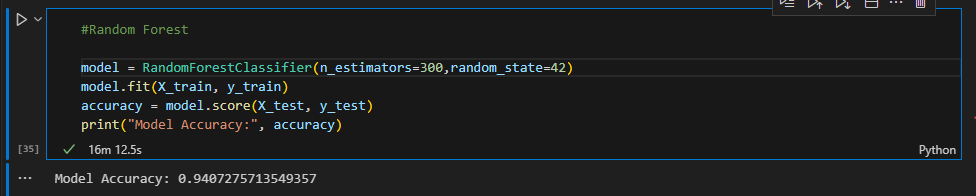 #Random Forest
model = RandomForestClassifier(n_estimators=300,random_state=42)
model.fit(X_train, y_train)
accuracy = model.score(X_test, y_test)
print("Model Accuracy:", accuracy)
[35]
16m 12.5s
Python
Model Accuracy: 0.9407275713549357